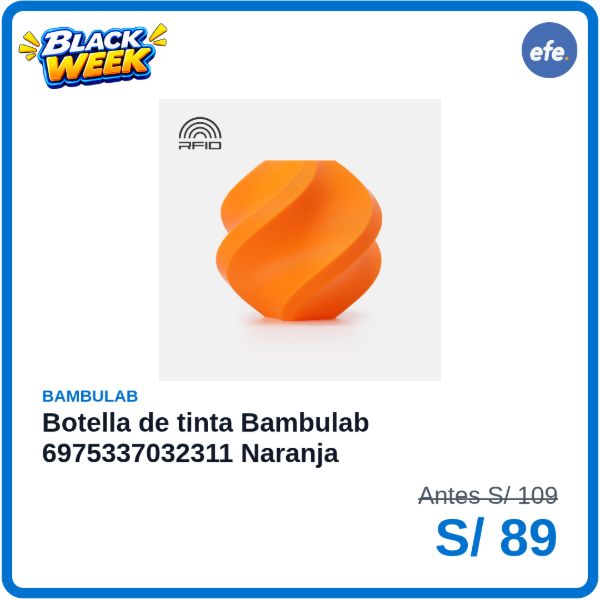 BLACK
WEEK
efe.
RFID
BAMBULAB
Botella de tinta Bambulab
6975337032311 Naranja
Antes S/ 109
S/ 89